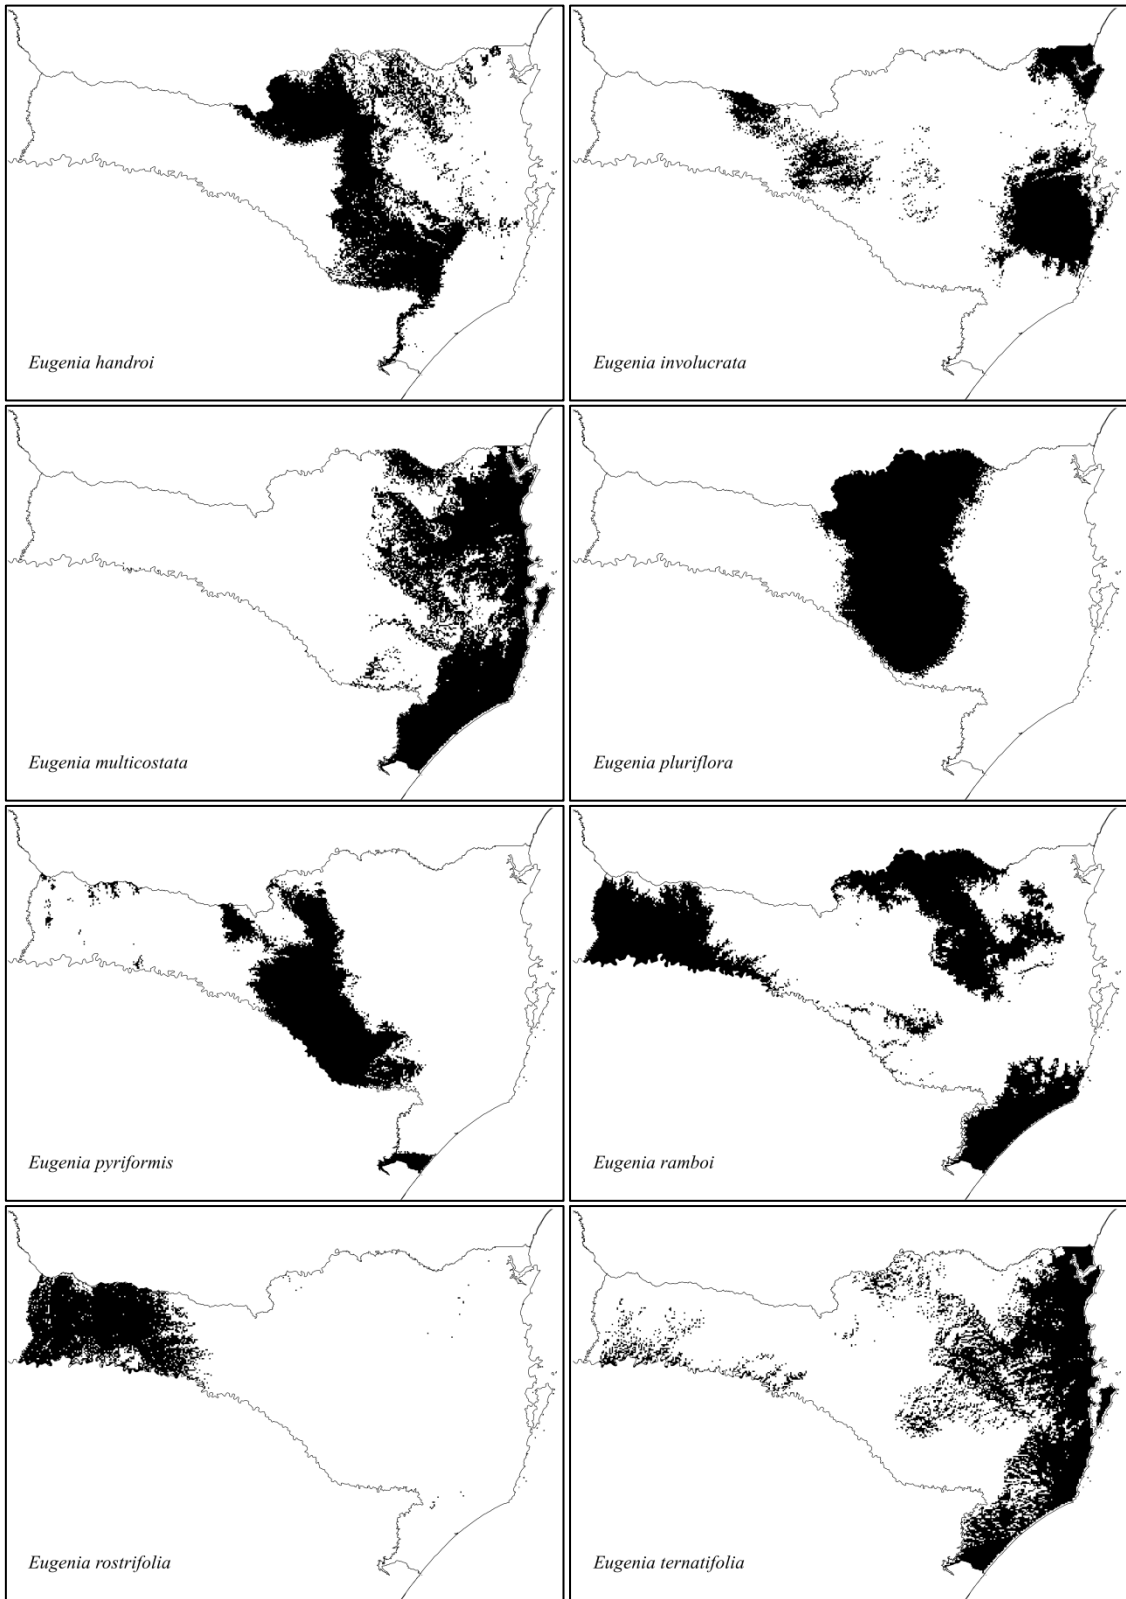 Eugenia handroi
Eugenia involucrata
Eugenia multicostata
Eugenia pluriflora
Eugenia pyriformis
Eugenia ramboi
Eugenia rostrifolia
Eugenia ternatifolia